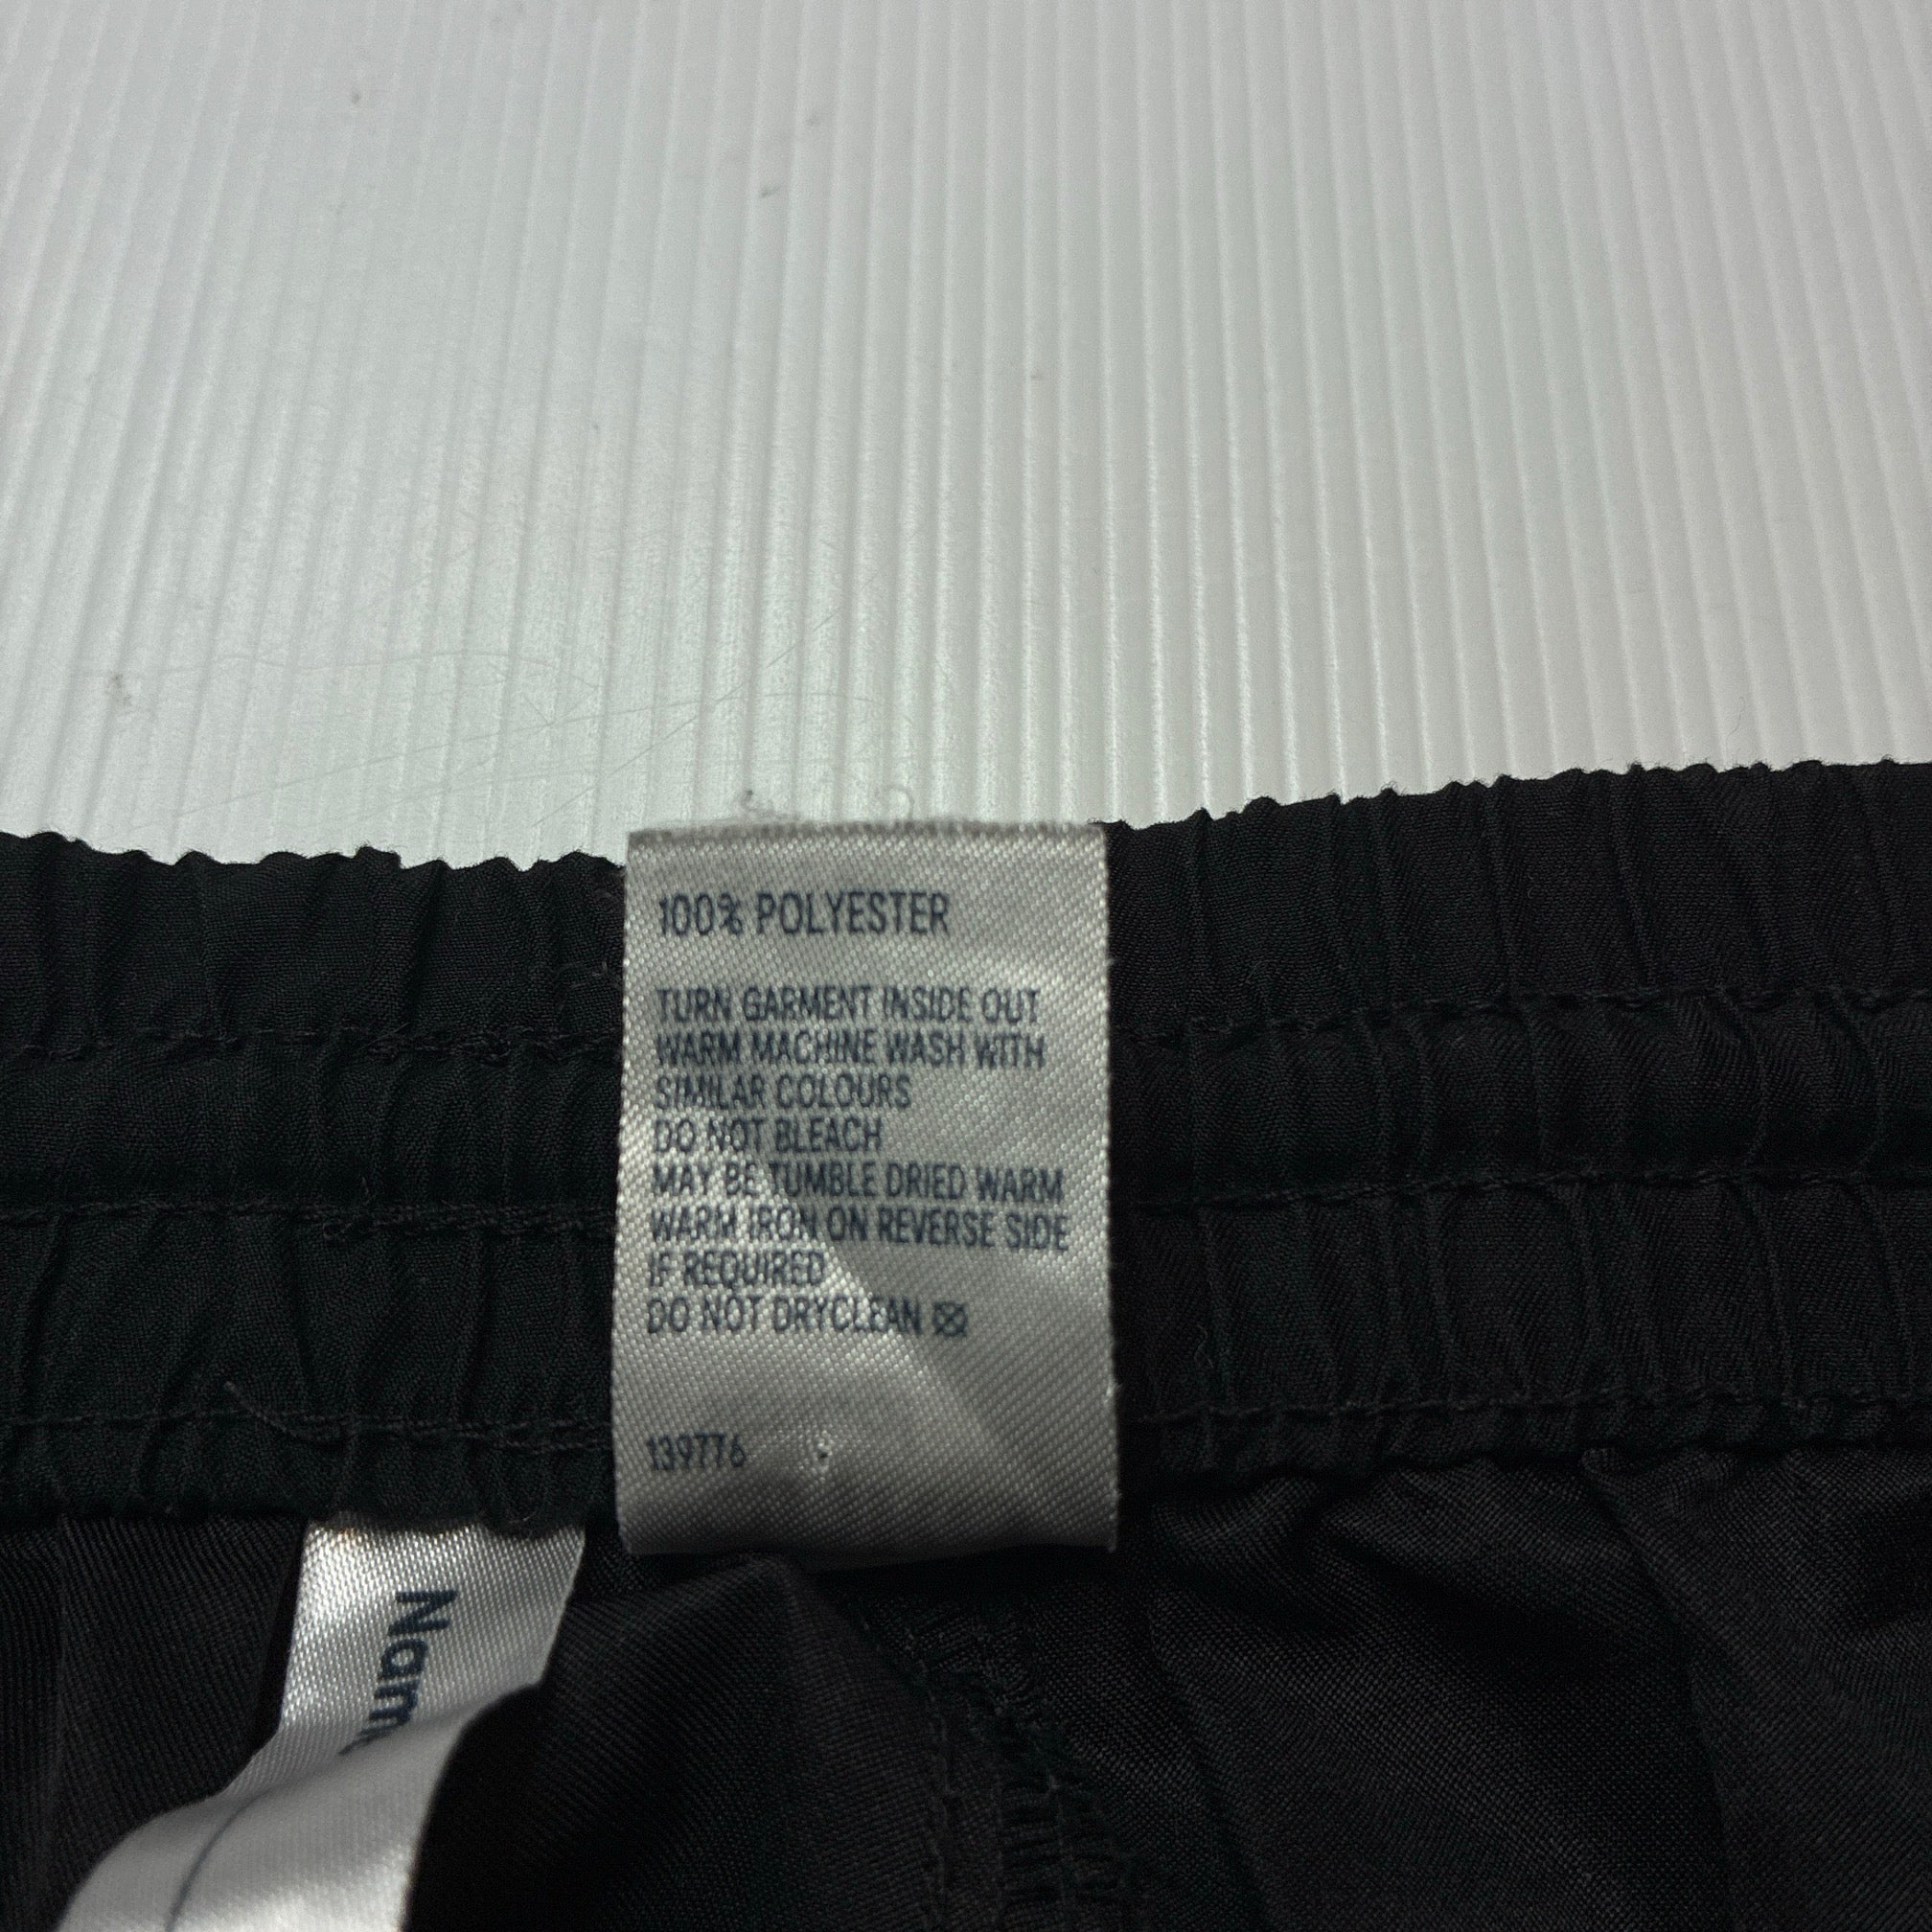 100% POLYESTER
TURN GARMENT INSIDE OUT
WARM MACHINE WASH WITH
SIMILAR COLOURS
DO NOT BLEACH
MAY BE TUMBLE DRIED WARM
WARM IRON ON REVERSE SIDE
IF REQUIRED
DO NOT DRYCLEAN
139776